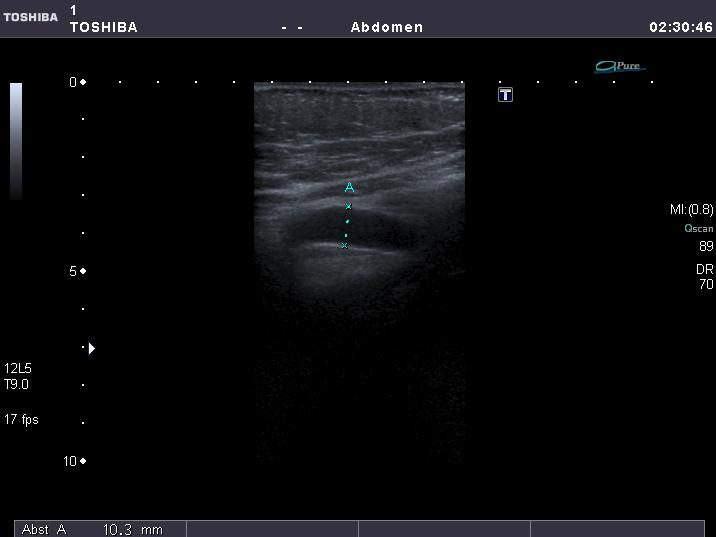 TOSHIBA
1
TOSHIBA - - Abdomen 02:30:46
aPure
0
T
A
MI:(0.8)
Qscan
89
DR
70
5
12L5
T9.0
17 fps
10
Abst A 10.3 mm